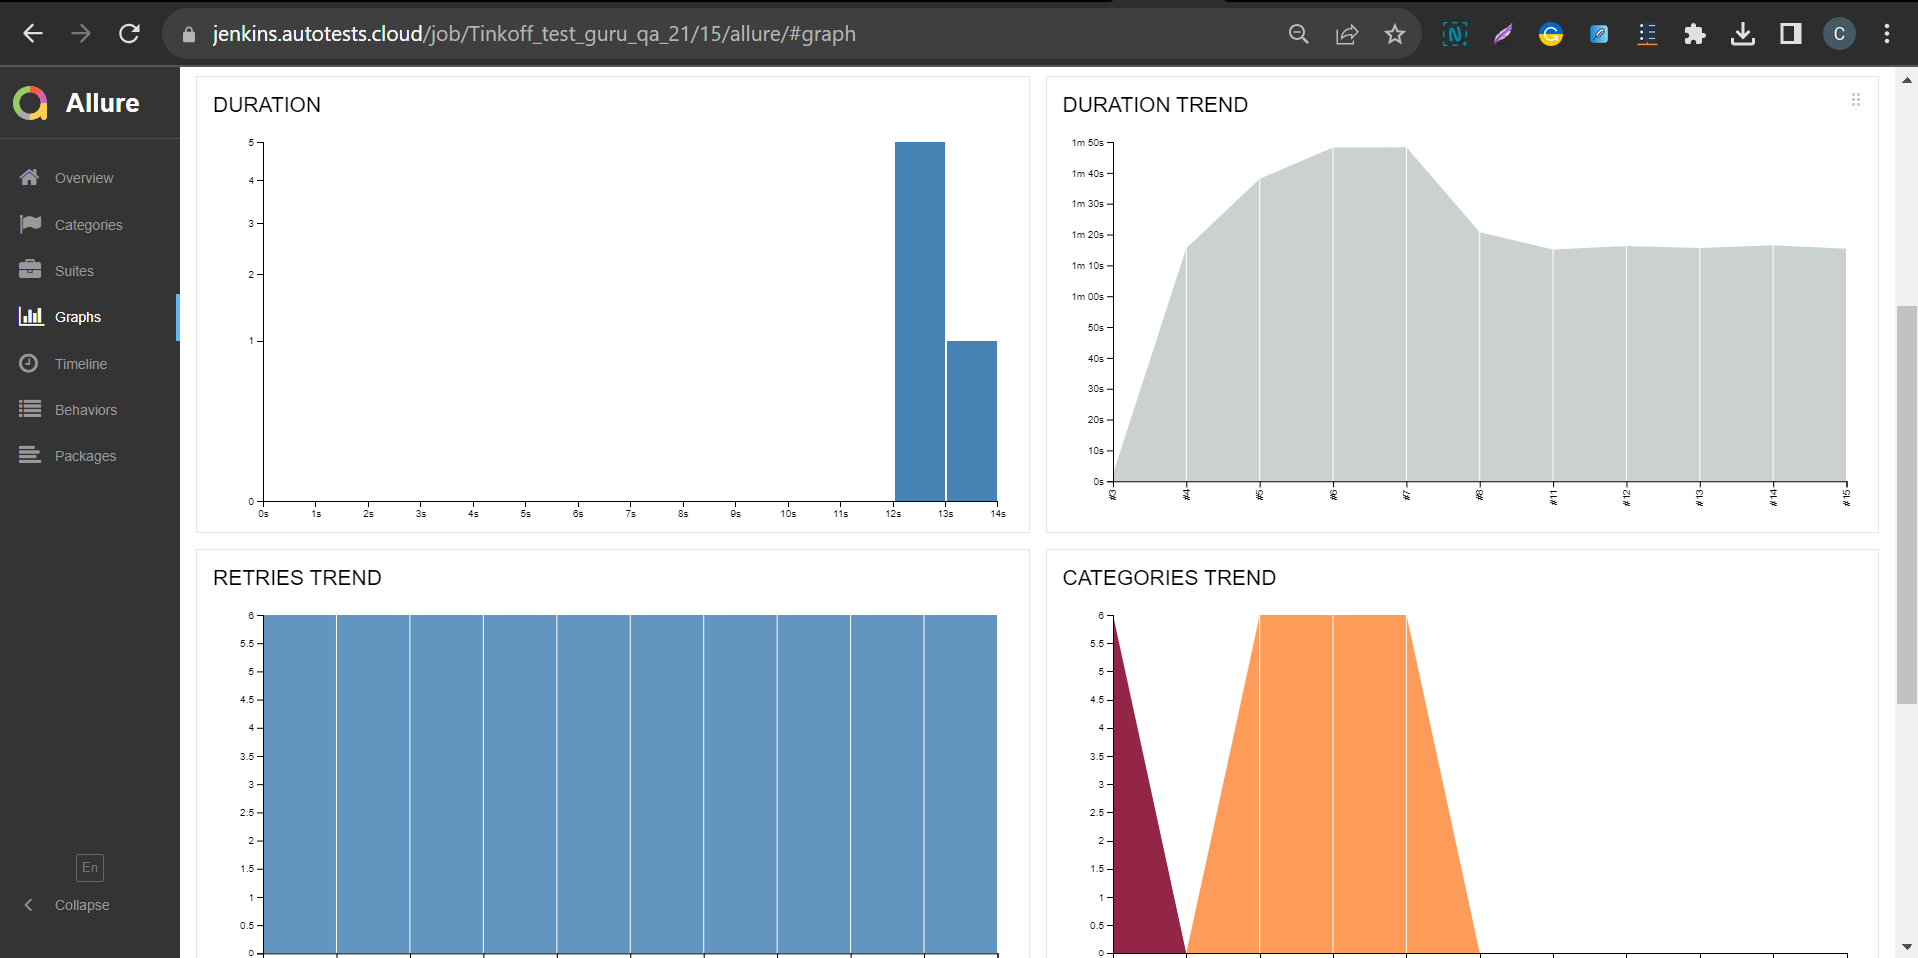 jenkins.autotests.cloud/job/Tinkoff_test_guru_qa_21/15/allure/#graph
C
Allure
Overview
Categories
Suites
Graphs
Timeline
Behaviors
Packages
En
Collapse
DURATION
5
4
3
2
1
0
0s 1s 2s 3s 4s 5s 6s 7s 8s 9s 10s 11s 12s 13s 14s
DURATION TREND
1m 50s
1m 40s
1m 30s
1m 20s
1m 10s
1m 00s
50s
40s
30s
20s
10s
0s
#3 #4 #5 #6 #7 #8 #11 #12 #13 #14 #15
RETRIES TREND
6
5.5
5
4.5
4
3.5
3
2.5
2
1.5
1
0.5
0
CATEGORIES TREND
6
5.5
5
4.5
4
3.5
3
2.5
2
1.5
1
0.5
0